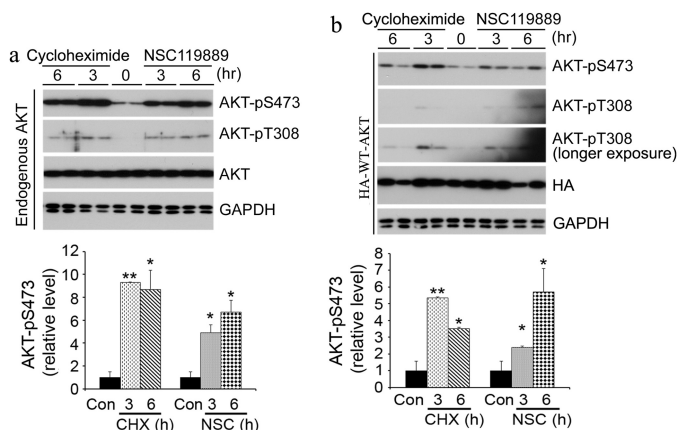 a
Cycloheximide NSC119889
6 3 0 3 6 (hr)
Endogenous AKT
AKT-pS473
AKT-pT308
AKT
GAPDH
AKT-pS473
(relative level)
12
10
8
6
4
2
0
** * * *
Con 3 6 Con 3 6
CHX (h) NSC (h)
b
Cycloheximide NSC119889
6 3 0 3 6 (hr)
HA-WT-AKT
AKT-pS473
AKT-pT308
AKT-pT308
(longer exposure)
HA
GAPDH
AKT-pS473
(relative level)
8
7
6
5
4
3
2
1
0
** * * *
Con 3 6 Con 3 6
CHX (h) NSC (h)